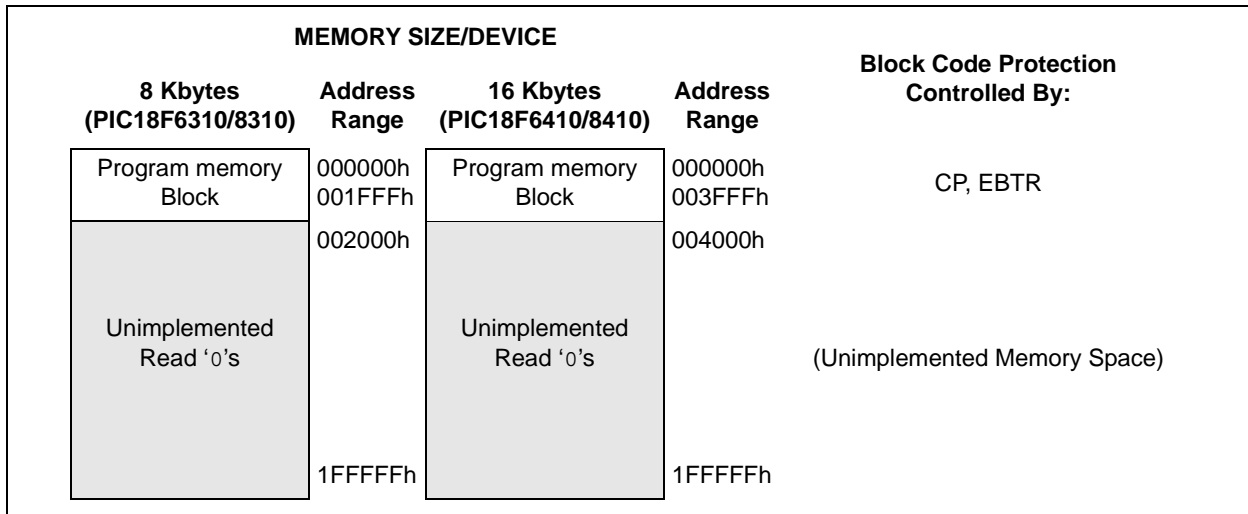 MEMORY SIZE/DEVICE
Block Code Protection
Controlled By:
8 Kbytes
(PIC18F6310/8310)
Address
Range
16 Kbytes
(PIC18F6410/8410)
Address
Range
Program memory
Block
000000h
001FFFh
Program memory
Block
000000h
003FFFh
CP, EBTR
002000h
004000h
Unimplemented
Read ‘0’s
Unimplemented
Read ‘0’s
(Unimplemented Memory Space)
1FFFFFh
1FFFFFh